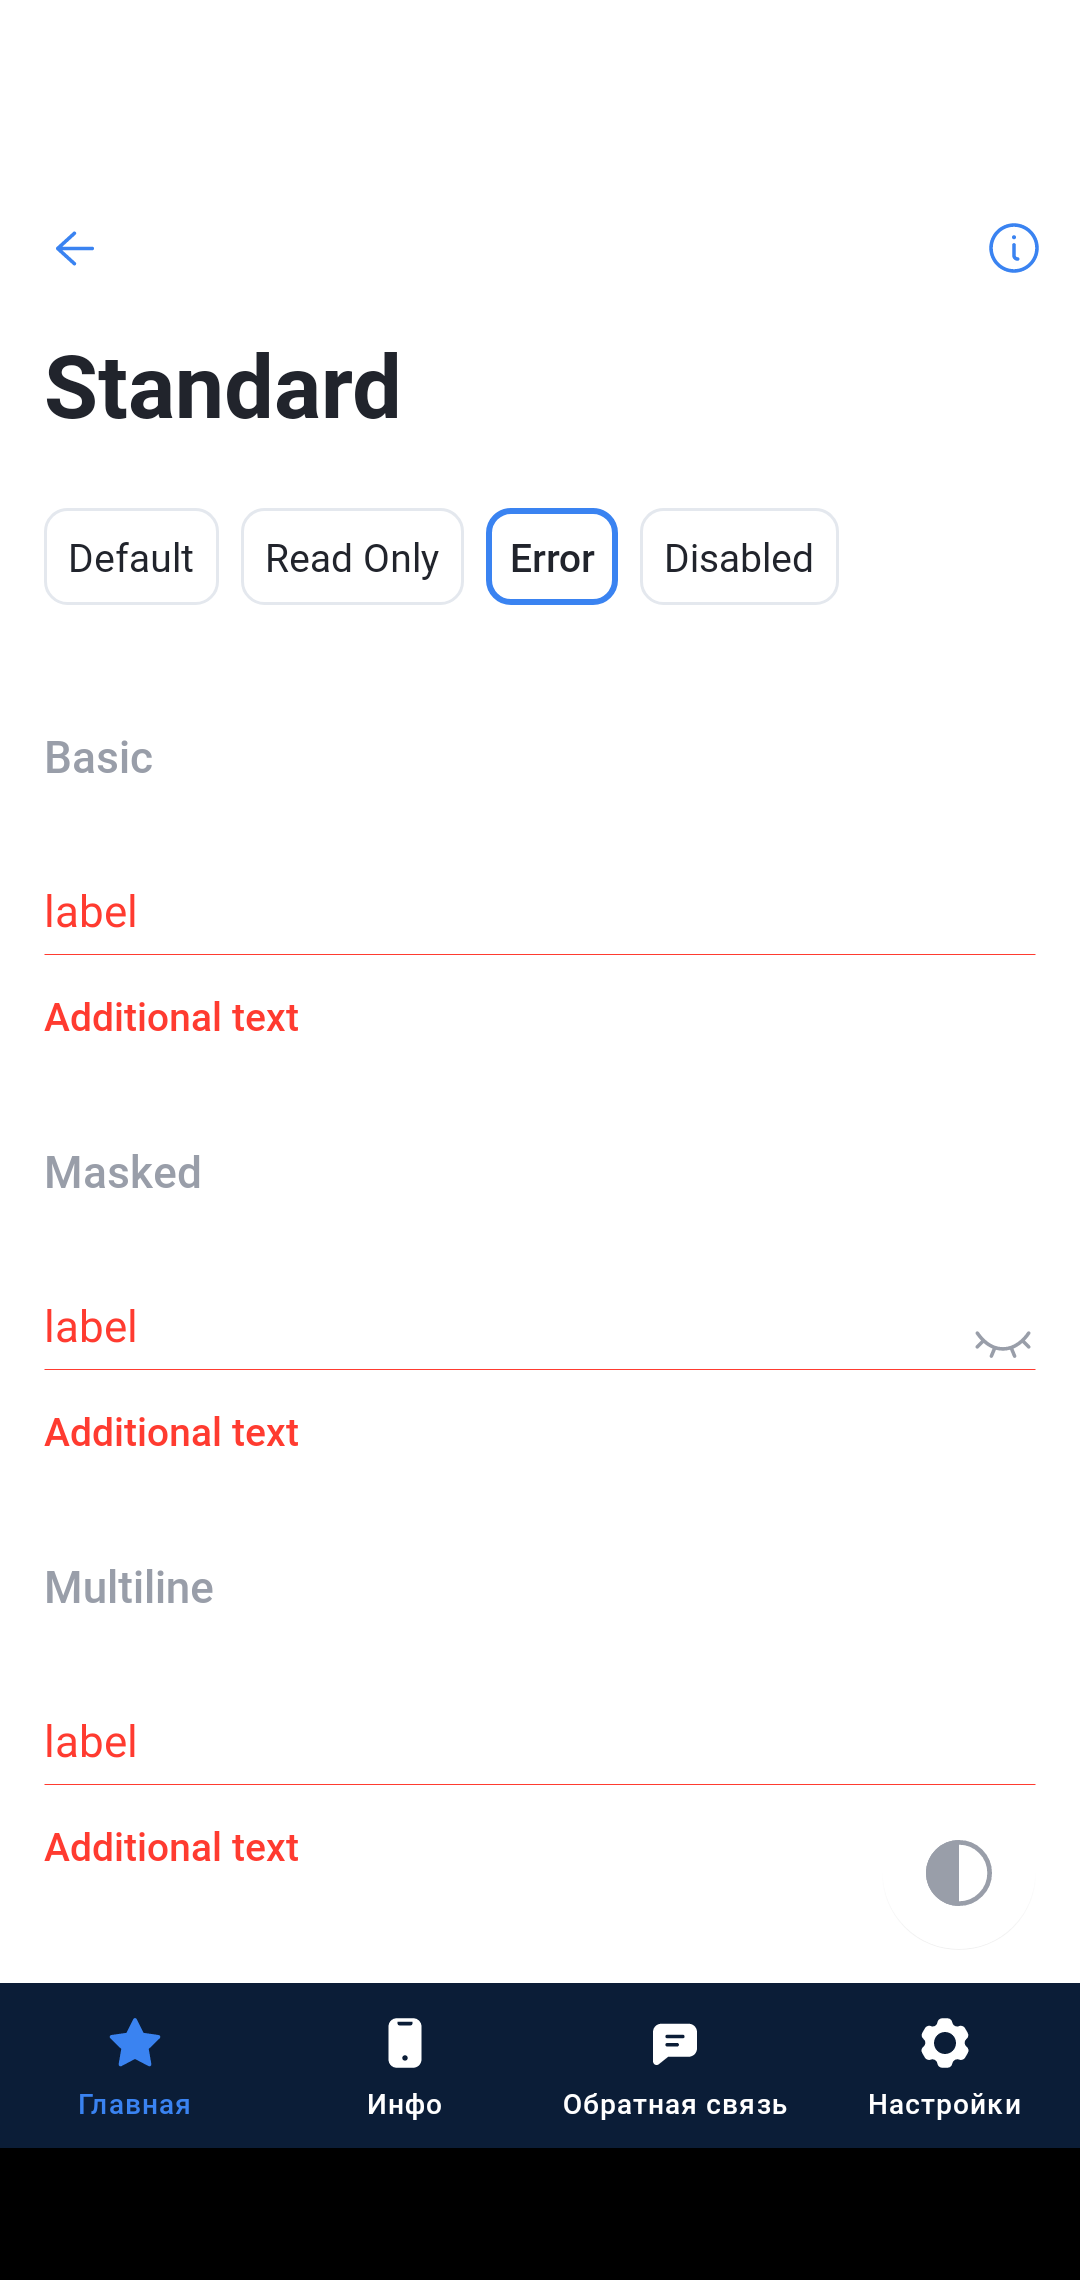 Standard
Default Read Only Error Disabled
Basic
label
Additional text
Masked
label
Additional text
Multiline
label
Additional text
Главная Инфо Обратная связь Настройки